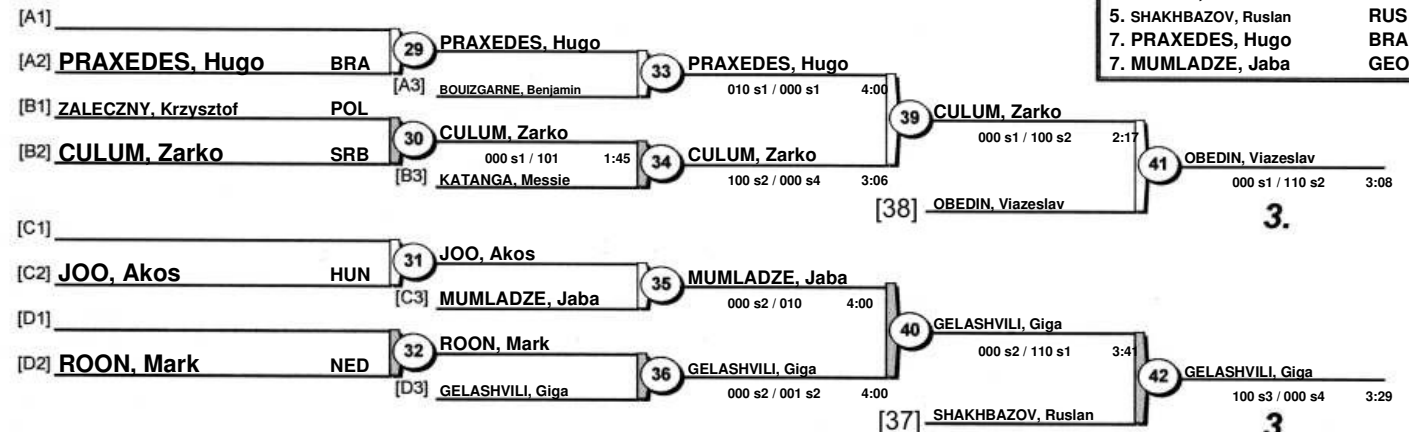 [A1]
5. SHAKHBAZOV, Ruslan RUS
7. PRAXEDES, Hugo BRA
7. MUMLADZE, Jaba GEO
[A2] PRAXEDES, Hugo BRA
29 PRAXEDES, Hugo
[A3] BOUIZGARNE, Benjamin
33 PRAXEDES, Hugo
010 s1 / 000 s1 4:00
[B1] ZALECZNY, Krzysztof POL
[B2] CULUM, Zarko SRB
30 CULUM, Zarko
000 s1 / 101 1:45
[B3] KATANGA, Messie
34 CULUM, Zarko
100 s2 / 000 s4 3:06
39 CULUM, Zarko
000 s1 / 100 s2 2:17
[38] OBEDIN, Viazeslav
41 OBEDIN, Viazeslav
000 s1 / 110 s2 3:08
3.
[C1]
[C2] JOO, Akos HUN
31 JOO, Akos
[C3] MUMLADZE, Jaba
35 MUMLADZE, Jaba
000 s2 / 010 4:00
[D1]
[D2] ROON, Mark NED
32 ROON, Mark
[D3] GELASHVILI, Giga
36 GELASHVILI, Giga
000 s2 / 001 s2 4:00
40 GELASHVILI, Giga
000 s2 / 110 s1 3:41
[37] SHAKHBAZOV, Ruslan
42 GELASHVILI, Giga
100 s3 / 000 s4 3:29
3